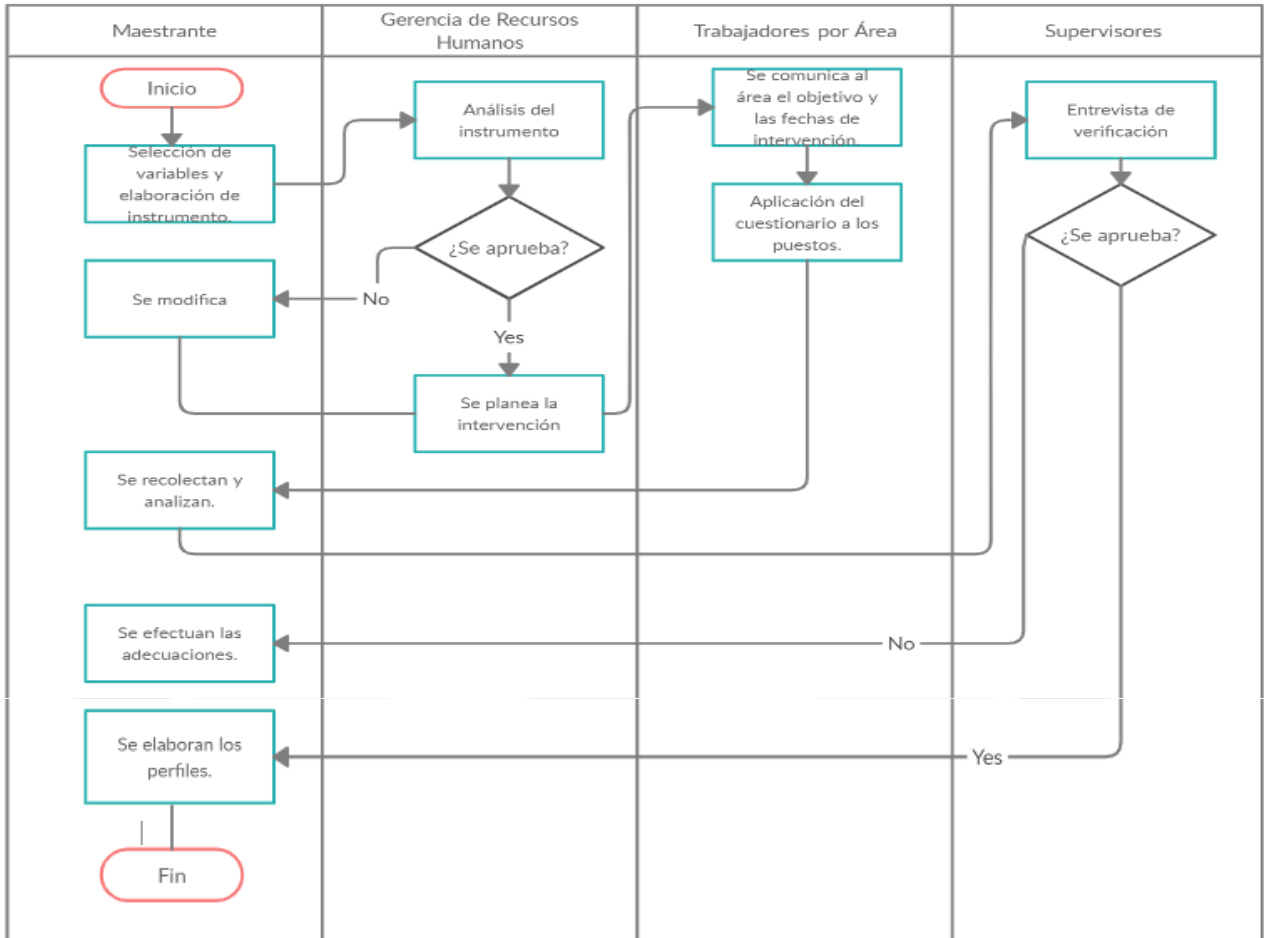 Maestrante
Gerencia de Recursos
Humanos
Trabajadores por Área
Supervisores
Inicio
Selección de
variables y
elaboración de
instrumento.
Análisis del
instrumento
Se comunica al
área el objetivo y
las fechas de
intervención.
Entrevista de
verificación
¿Se aprueba?
Aplicación del
cuestionario a los
puestos.
¿Se aprueba?
Se modifica
No
Yes
Se planea la
intervención
Se recolectan y
analizan.
Se efectuan las
adecuaciones.
No
Se elaboran los
perfiles.
Yes
Fin